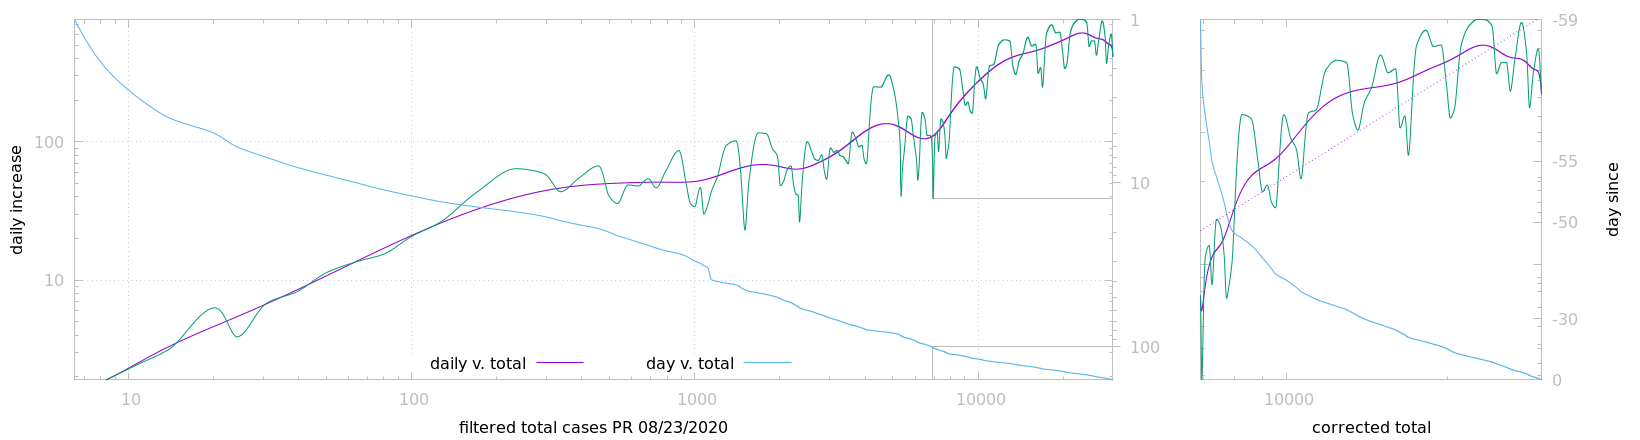 1
-59
100
-55
10
-50
daily increase
day since
10
-30
daily v. total
day v. total
100
0
10
100
1000
10000
10000
filtered total cases PR 08/23/2020
corrected total